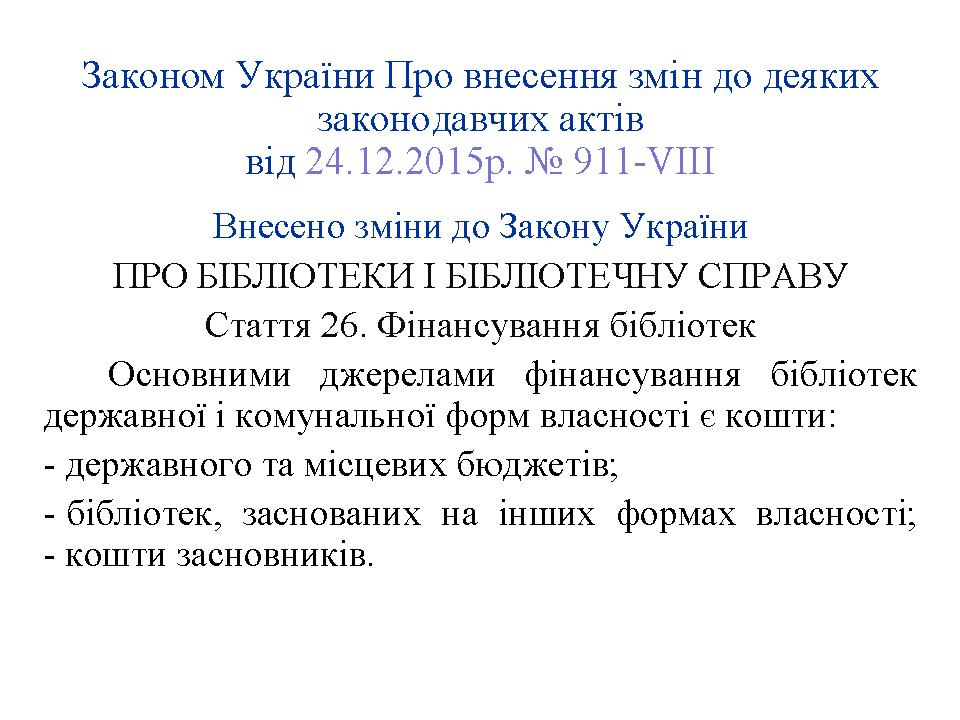 Законом України Про внесення змін до деяких
законодавчих актів
від 24.12.2015р. № 911-VIII
Внесено зміни до Закону України
ПРО БІБЛІОТЕКИ І БІБЛІОТЕЧНУ СПРАВУ
Стаття 26. Фінансування бібліотек
Основними джерелами фінансування бібліотек
державної і комунальної форм власності є кошти:
- державного та місцевих бюджетів;
- бібліотек, заснованих на інших формах власності;
- кошти засновників.